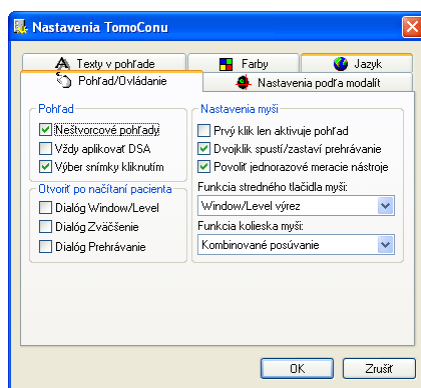 Nastavenia TomoConu
Texty v pohľade
Farby
Jazyk
Pohľad/Ovládanie
Nastavenia podľa modalít
Pohľad
Neštvorcové pohľady
Vždy aplikovať DSA
Výber snímky kliknutím
Otvoriť po načítaní pacienta
Dialóg Window/Level
Dialóg Zväčšenie
Dialóg Prehrávanie
Nastavenia myši
Prvý klik len aktivuje pohľad
Dvojklik spustí/zastaví prehrávanie
Povoliť jednorazové meracie nástroje
Funkcia stredného tlačidla myši:
Window/Level výrez
Funkcia kolieska myši:
Kombinované posúvanie
OK
Zrušiť